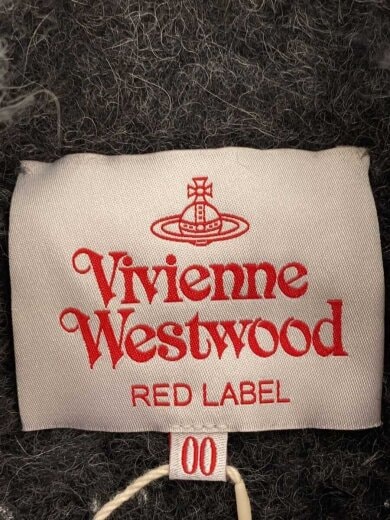 Vivienne
Westwood
RED LABEL
00